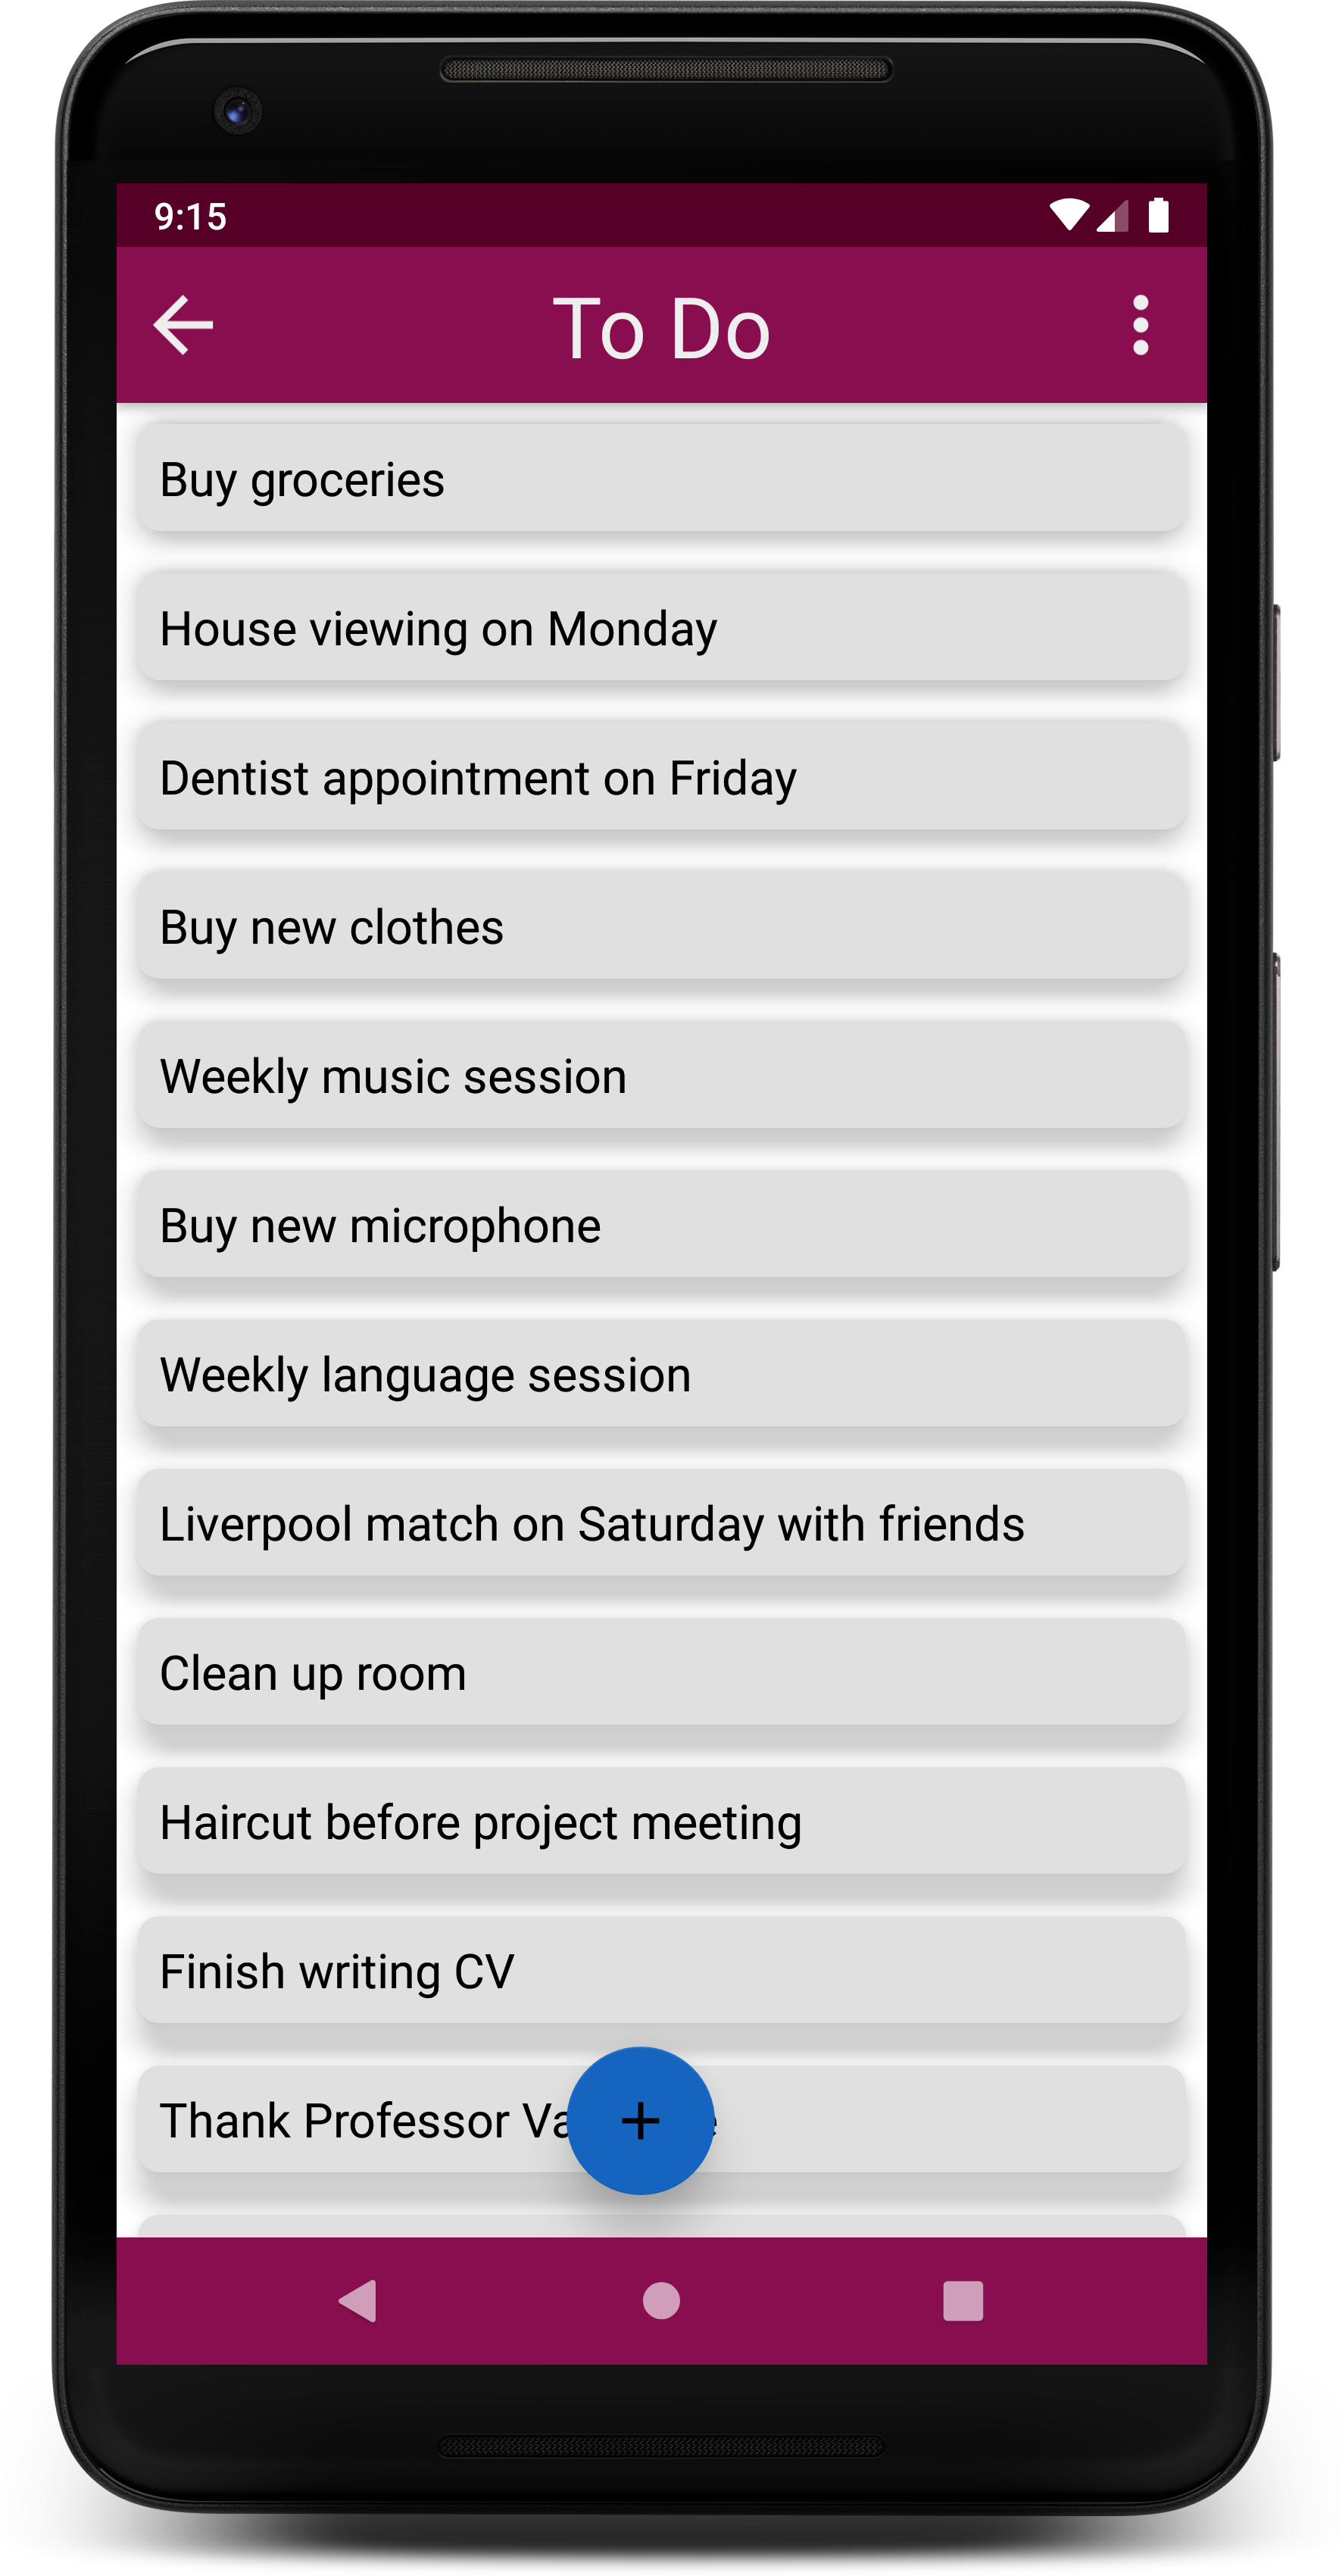 9:15
To Do
Buy groceries
House viewing on Monday
Dentist appointment on Friday
Buy new clothes
Weekly music session
Buy new microphone
Weekly language session
Liverpool match on Saturday with friends
Clean up room
Haircut before project meeting
Finish writing CV
Thank Professor